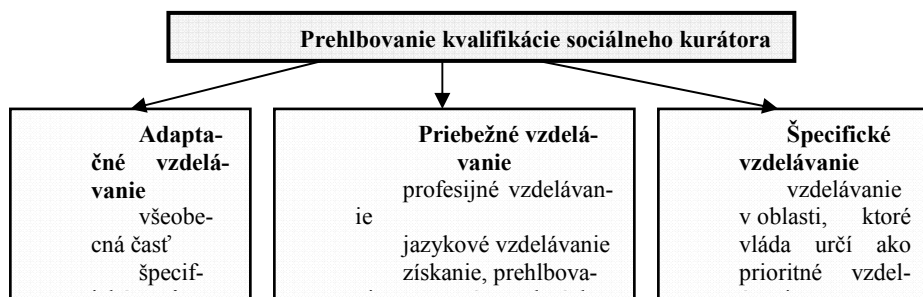 Prehlbovanie kvalifikácie sociálneho kurátora
Adapta-
čné vzdelá-
vanie
všeobe-
cná časť
špecif-
Priebežné vzdelá-
vanie
profesijné vzdelávan-
ie
jazykové vzdelávanie
získanie, prehlbova-
Špecifické
vzdelávanie
vzdelávanie
v oblasti, ktoré
vláda určí ako
prioritné vzdel-